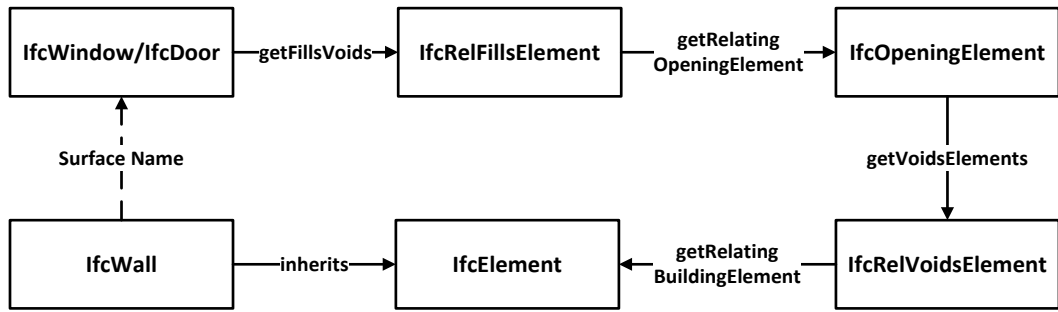 IfcWindow/IfcDoor
getFillsVoids
IfcRelFillsElement
getRelating
OpeningElement
IfcOpeningElement
Surface Name
getVoidsElements
IfcWall
inherits
IfcElement
getRelating
BuildingElement
IfcRelVoidsElement